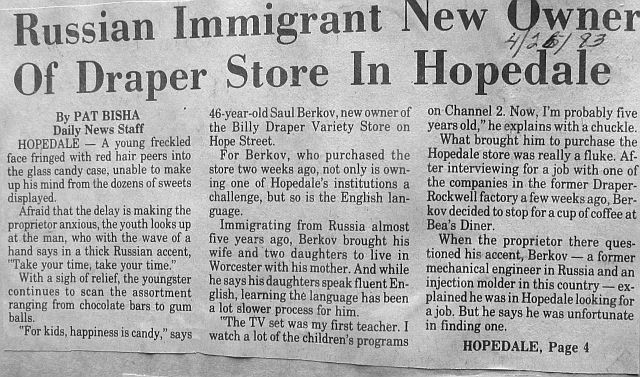 Russian Immigrant New Owner
4/26/83
Of Draper Store In Hopedale
By PAT BISHA
Daily News Staff
HOPEDALE — A young freckled
face fringed with red hair peers into
the glass candy case, unable to make
up his mind from the dozens of sweets
displayed.
Afraid that the delay is making the
proprietor anxious, the youth looks up
at the man, who with the wave of a
hand says in a thick Russian accent,
"Take your time, take your time."
With a sigh of relief, the youngster
continues to scan the assortment
ranging from chocolate bars to gum
balls.
"For kids, happiness is candy," says
46-year-old Saul Berkov, new owner of
the Billy Draper Variety Store on
Hope Street.
For Berkov, who purchased the
store two weeks ago, not only is own-
ing one of Hopedale's institutions a
challenge, but so is the English lan-
guage.
Immigrating from Russia almost
five years ago, Berkov brought his
wife and two daughters to live in
Worcester with his mother. And while
he says his daughters speak fluent En-
glish, learning the language has been
a lot slower process for him.
"The TV set was my first teacher. I
watch a lot of the children's programs
on Channel 2. Now, I'm probably five
years old," he explains with a chuckle.
What brought him to purchase the
Hopedale store was really a fluke. Af-
ter interviewing for a job with one of
the companies in the former Draper-
Rockwell factory a few weeks ago, Ber-
kov decided to stop for a cup of coffee at
Bea's Diner.
When the proprietor there ques-
tioned his accent, Berkov — a former
mechanical engineer in Russia and an
injection molder in this country — ex-
plained he was in Hopedale looking for
a job. But he says he was unfortunate
in finding one.
HOPEDALE, Page 4